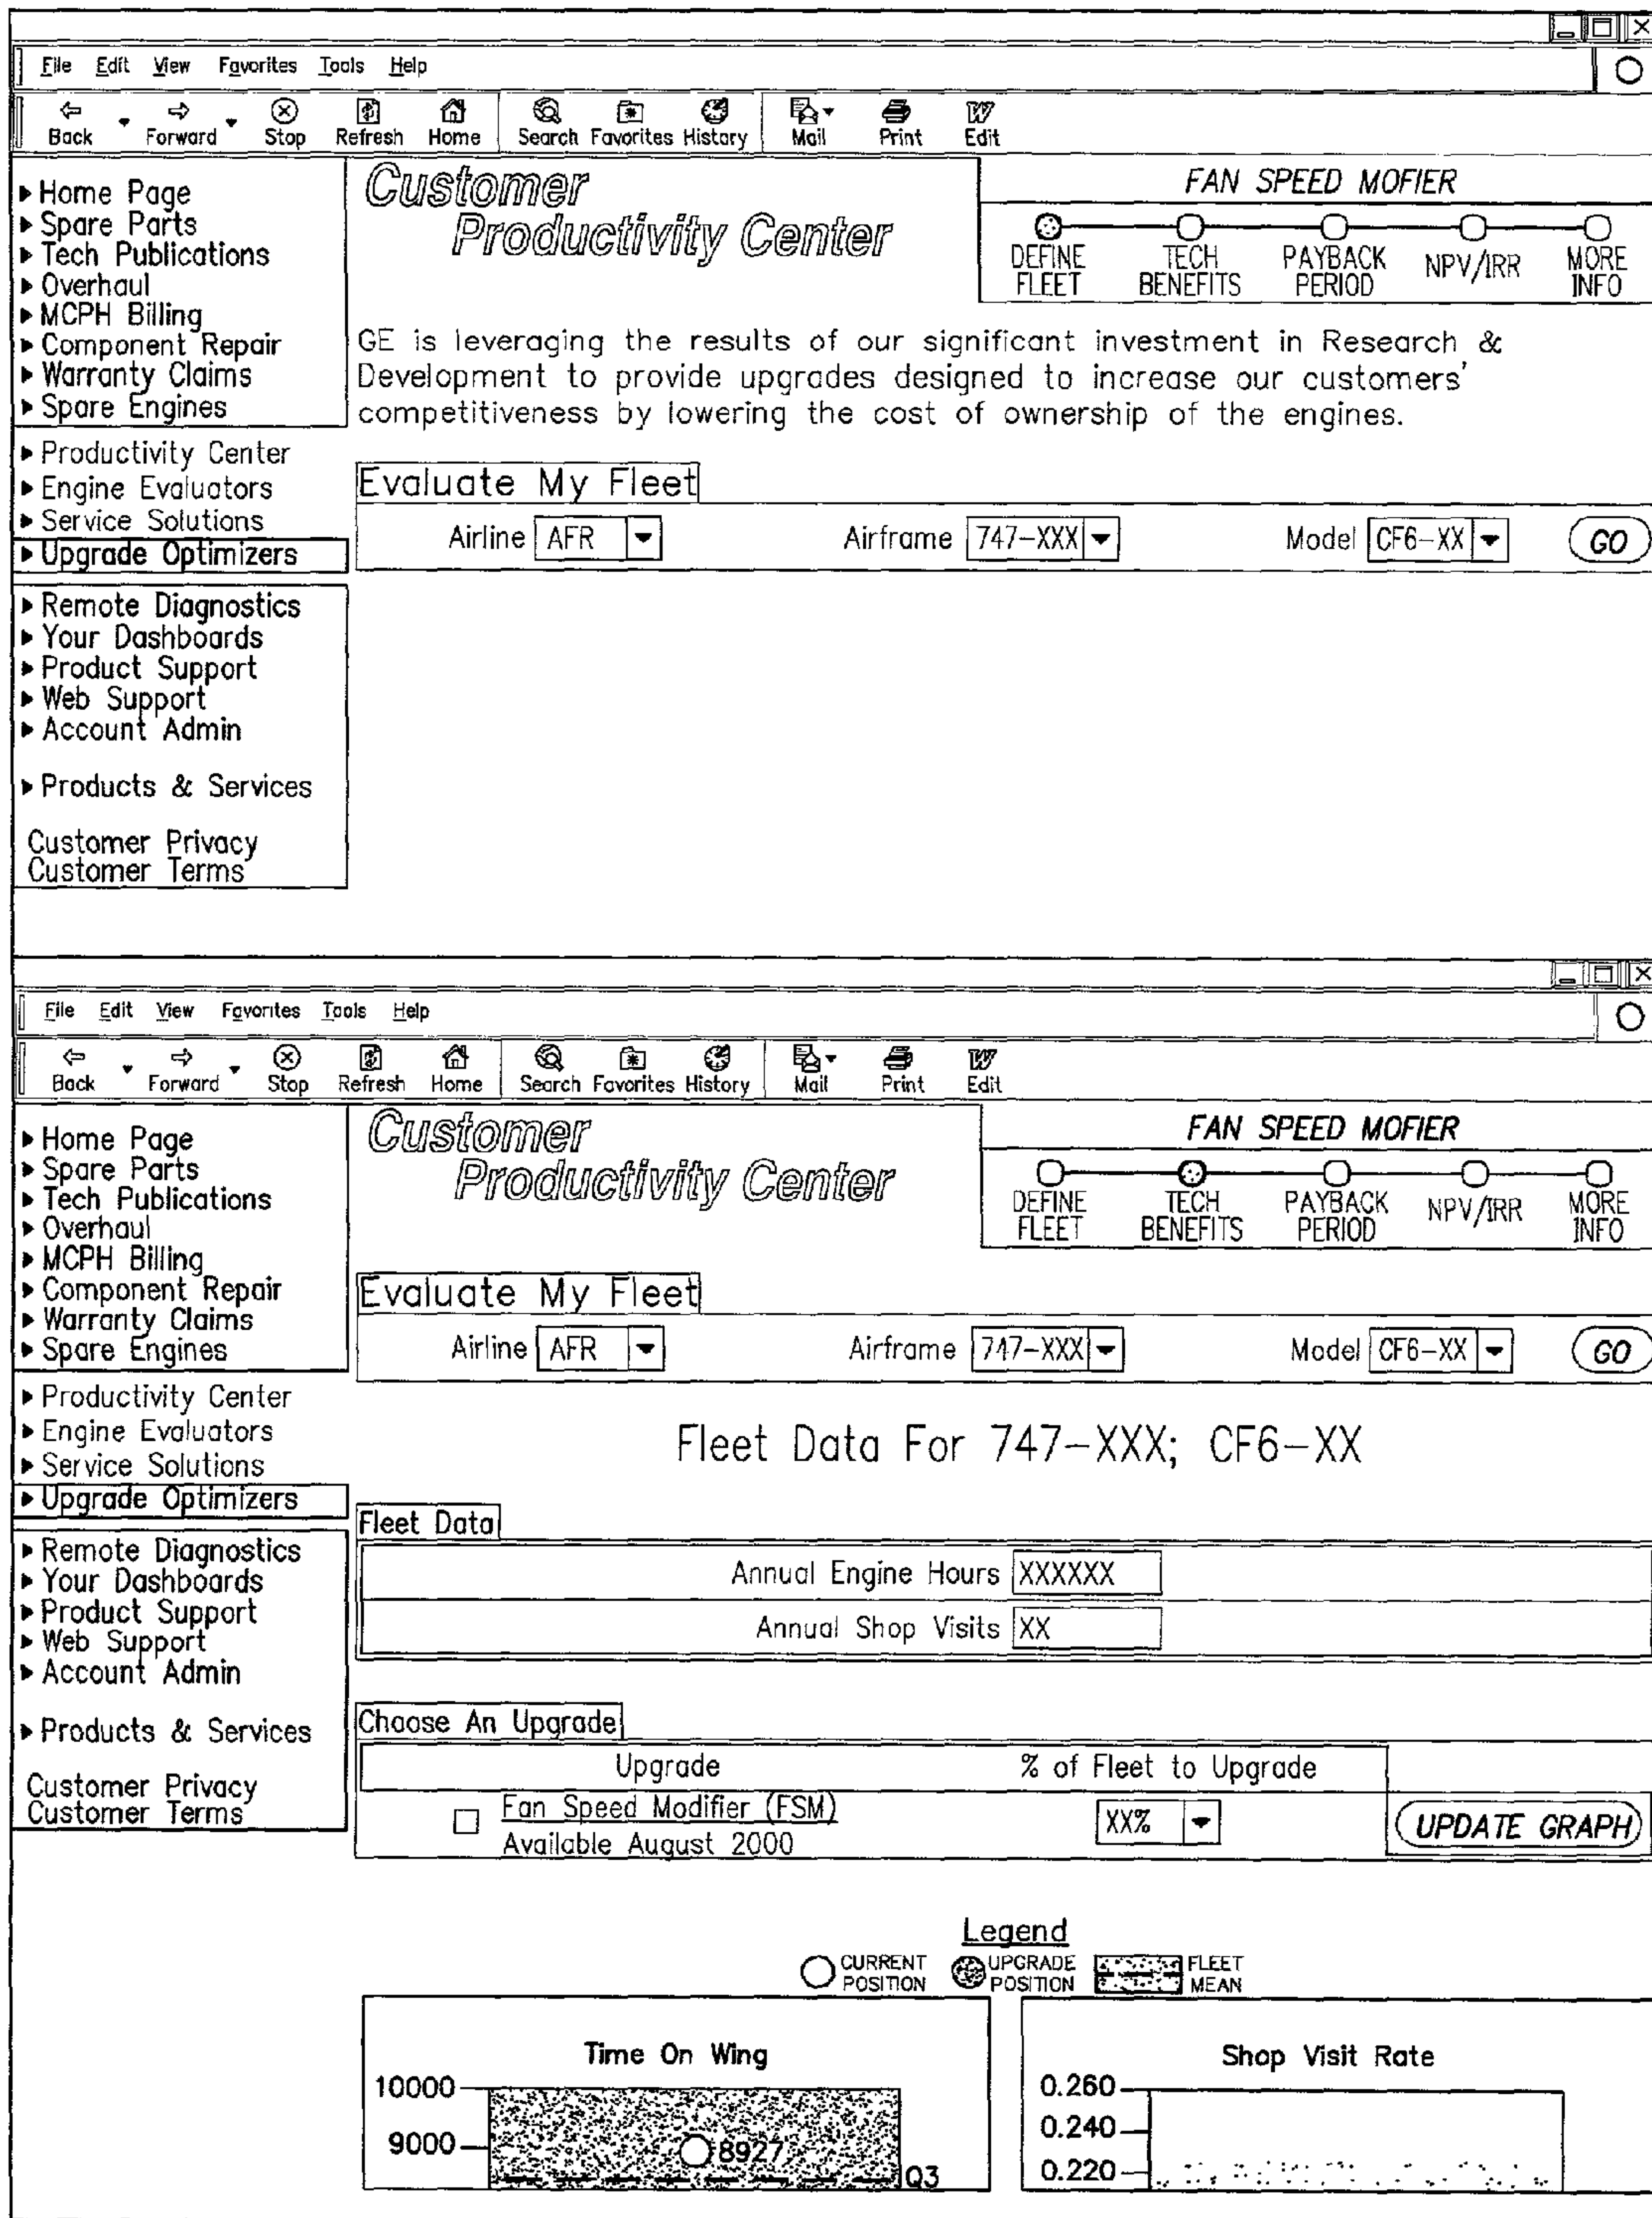 File Edit View Favorites Tools Help
Back Forward Stop Refresh Home Search Favorites History Mail Print Edit
Home Page
Spare Parts
Tech Publications
Overhaul
MCPH Billing
Component Repair
Warranty Claims
Spare Engines
Productivity Center
Engine Evaluators
Service Solutions
Upgrade Optimizers
Remote Diagnostics
Your Dashboards
Product Support
Web Support
Account Admin
Products & Services
Customer Privacy
Customer Terms
Customer
Productivity Center
FAN SPEED MOFIER
DEFINE FLEET TECH BENEFITS PAYBACK PERIOD NPV/IRR MORE INFO
GE is leveraging the results of our significant investment in Research &
Development to provide upgrades designed to increase our customers'
competitiveness by lowering the cost of ownership of the engines.
Evaluate My Fleet
Airline AFR Airframe 747-XXX Model CF6-XX GO
File Edit View Favorites Tools Help
Back Forward Stop Refresh Home Search Favorites History Mail Print Edit
Home Page
Spare Parts
Tech Publications
Overhaul
MCPH Billing
Component Repair
Warranty Claims
Spare Engines
Productivity Center
Engine Evaluators
Service Solutions
Upgrade Optimizers
Remote Diagnostics
Your Dashboards
Product Support
Web Support
Account Admin
Products & Services
Customer Privacy
Customer Terms
Customer
Productivity Center
FAN SPEED MOFIER
DEFINE FLEET TECH BENEFITS PAYBACK PERIOD NPV/IRR MORE INFO
Evaluate My Fleet
Airline AFR Airframe 747-XXX Model CF6-XX GO
Fleet Data For 747-XXX; CF6-XX
Fleet Data
Annual Engine Hours XXXXXX
Annual Shop Visits XX
Choose An Upgrade
Upgrade % of Fleet to Upgrade
Fan Speed Modifier (FSM) XX% UPDATE GRAPH
Available August 2000
Legend
CURRENT POSITION UPGRADE POSITION FLEET MEAN
Time On Wing
10000
9000
8927
Q3
Shop Visit Rate
0.260
0.240
0.220